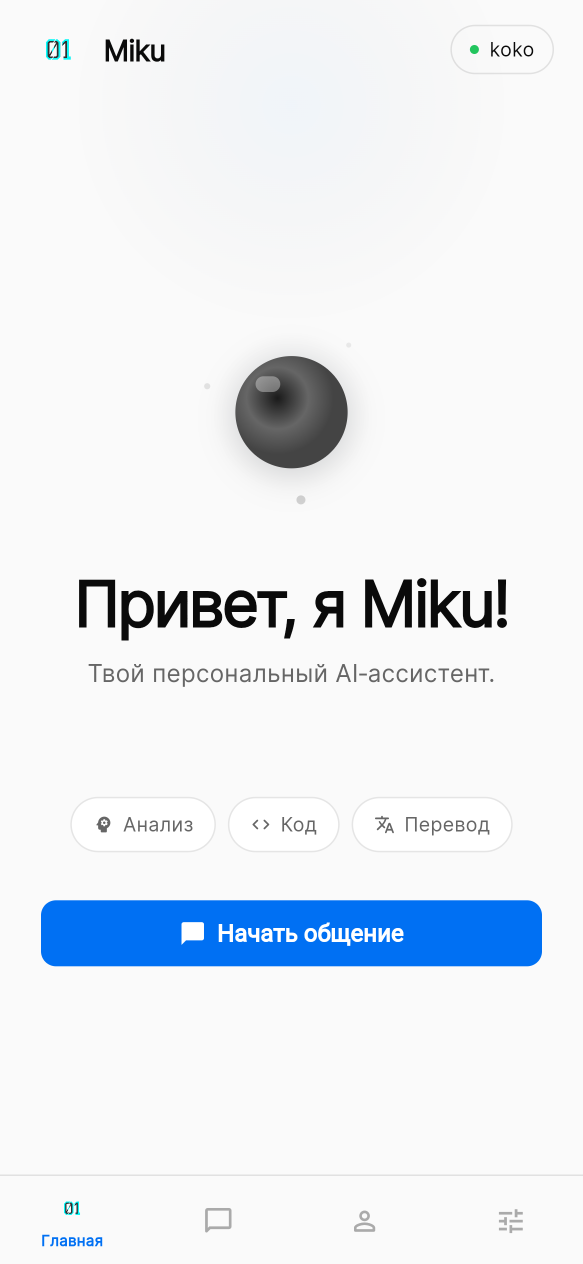 01 Miku koko
Привет, я Miku!
Твой персональный AI-ассистент.
Анализ Код Перевод
Начать общение
01
Главная